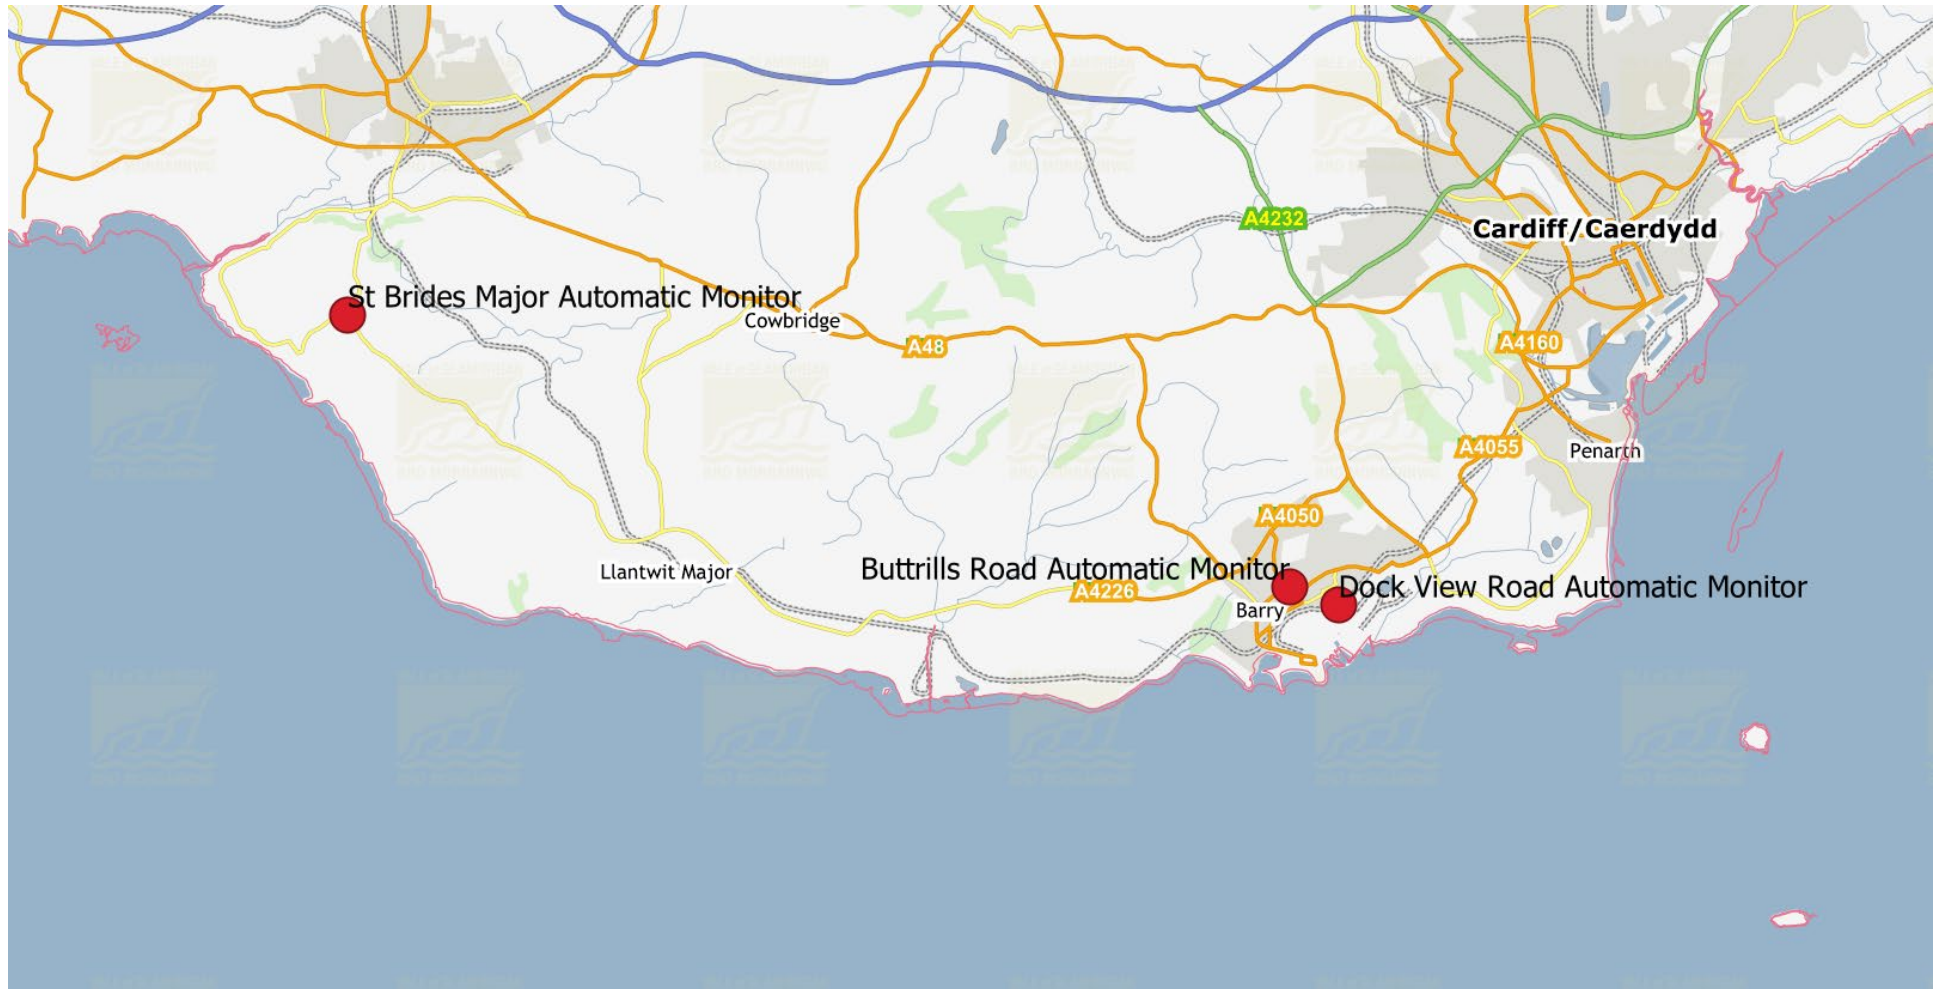 A4232
Cardiff/Caerdydd
St Brides Major Automatic Monitor
Cowbridge
A48
A4160
A4055
Penarth
A4050
Buttrills Road Automatic Monitor
Llantwit Major
A4226
Dock View Road Automatic Monitor
Barry